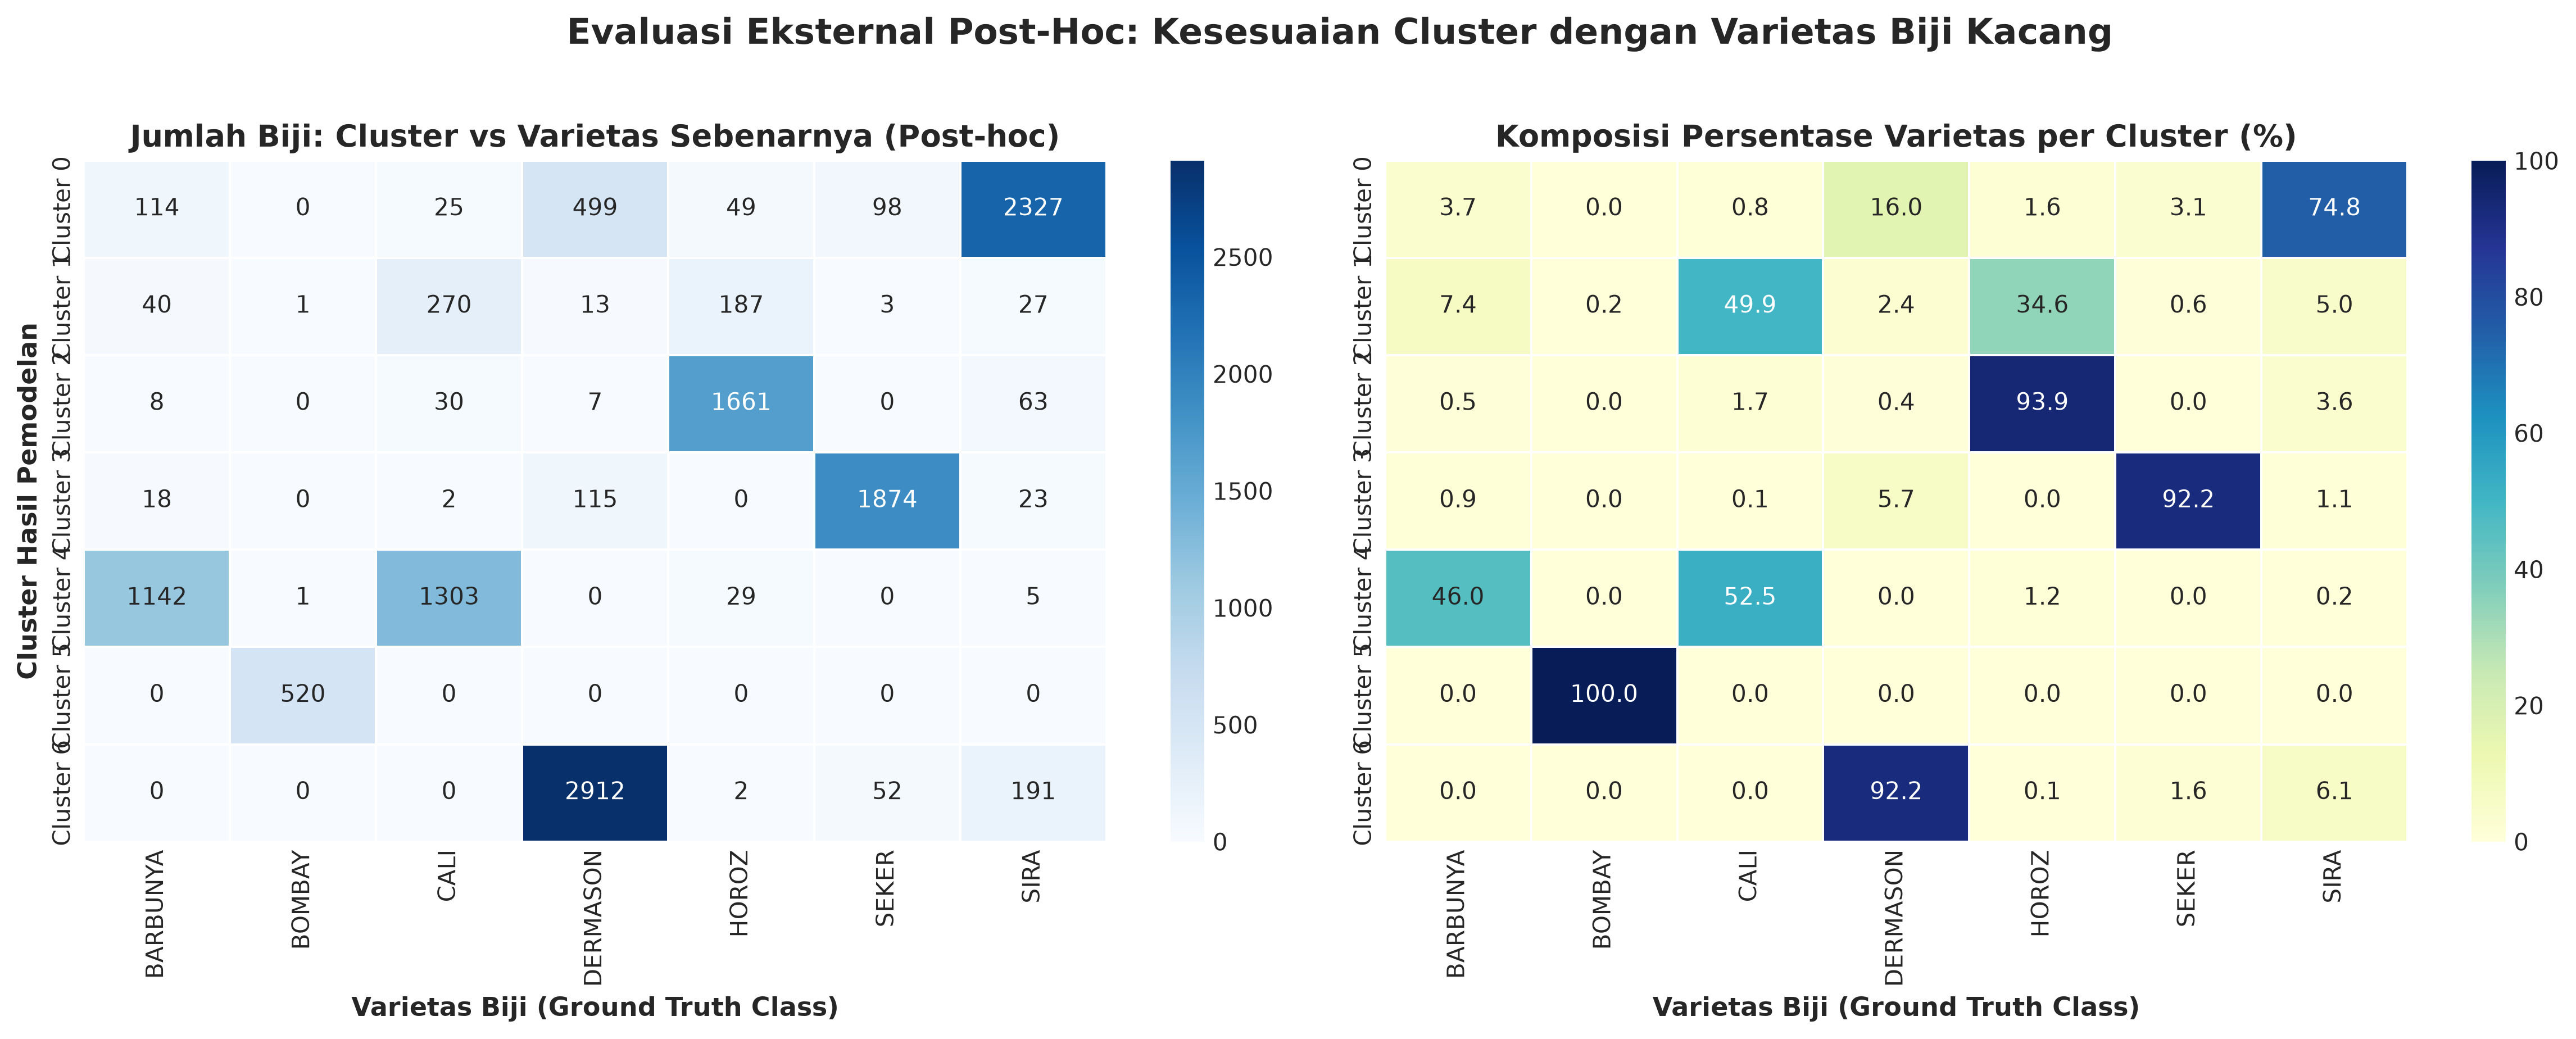 Evaluasi Eksternal Post-Hoc: Kesesuaian Cluster dengan Varietas Biji Kacang
Jumlah Biji: Cluster vs Varietas Sebenarnya (Post-hoc)
Cluster Hasil Pemodelan
Cluster 0
114 0 25 499 49 98 2327
Cluster 1
40 1 270 13 187 3 27
Cluster 2
8 0 30 7 1661 0 63
Cluster 3
18 0 2 115 0 1874 23
Cluster 4
1142 1 1303 0 29 0 5
Cluster 5
0 520 0 0 0 0 0
Cluster 6
0 0 0 2912 2 52 191
BARBUNYA
BOMBAY
CALI
DERMASON
HOROZ
SEKER
SIRA
Varietas Biji (Ground Truth Class)
2500
2000
1500
1000
500
0
Komposisi Persentase Varietas per Cluster (%)
Cluster 0
3.7 0.0 0.8 16.0 1.6 3.1 74.8
Cluster 1
7.4 0.2 49.9 2.4 34.6 0.6 5.0
Cluster 2
0.5 0.0 1.7 0.4 93.9 0.0 3.6
Cluster 3
0.9 0.0 0.1 5.7 0.0 92.2 1.1
Cluster 4
46.0 0.0 52.5 0.0 1.2 0.0 0.2
Cluster 5
0.0 100.0 0.0 0.0 0.0 0.0 0.0
Cluster 6
0.0 0.0 0.0 92.2 0.1 1.6 6.1
BARBUNYA
BOMBAY
CALI
DERMASON
HOROZ
SEKER
SIRA
Varietas Biji (Ground Truth Class)
100
80
60
40
20
0